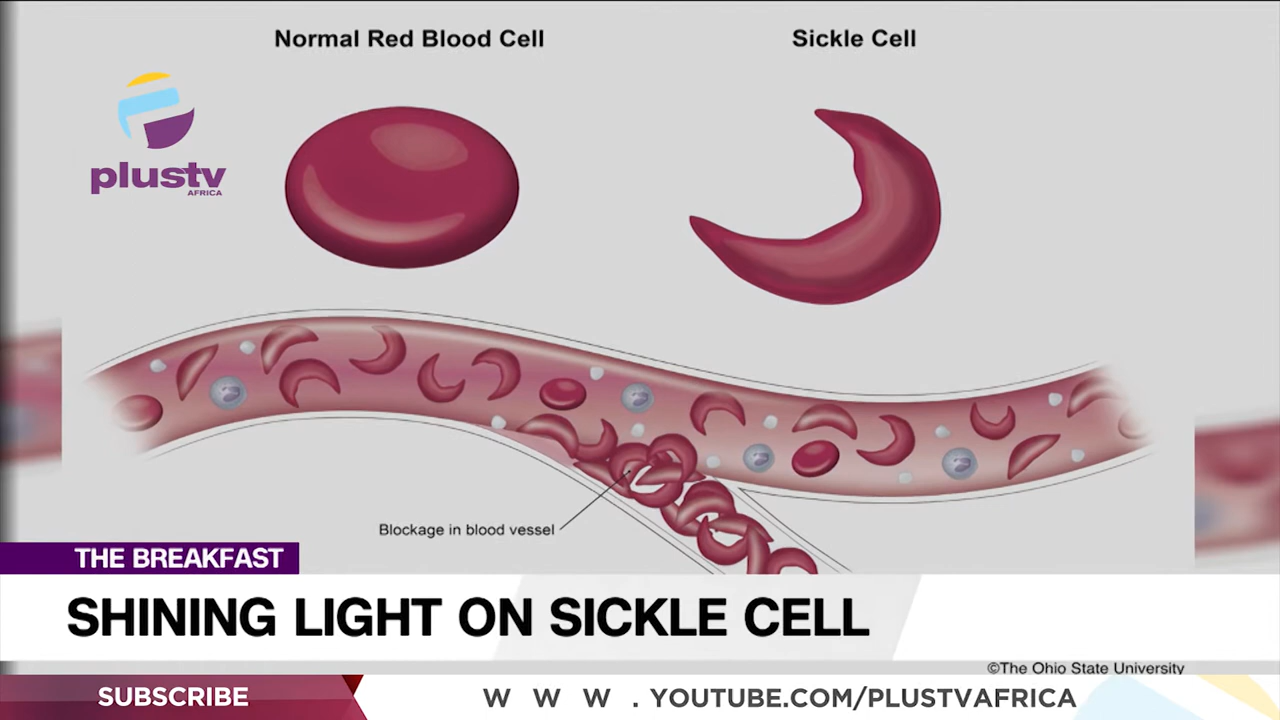 Normal Red Blood Cell
Sickle Cell
plustv
AFRICA
Blockage in blood vessel
THE BREAKFAST
SHINING LIGHT ON SICKLE CELL
©The Ohio State University
SUBSCRIBE
W W W . YOUTUBE.COM/PLUSTVAFRICA